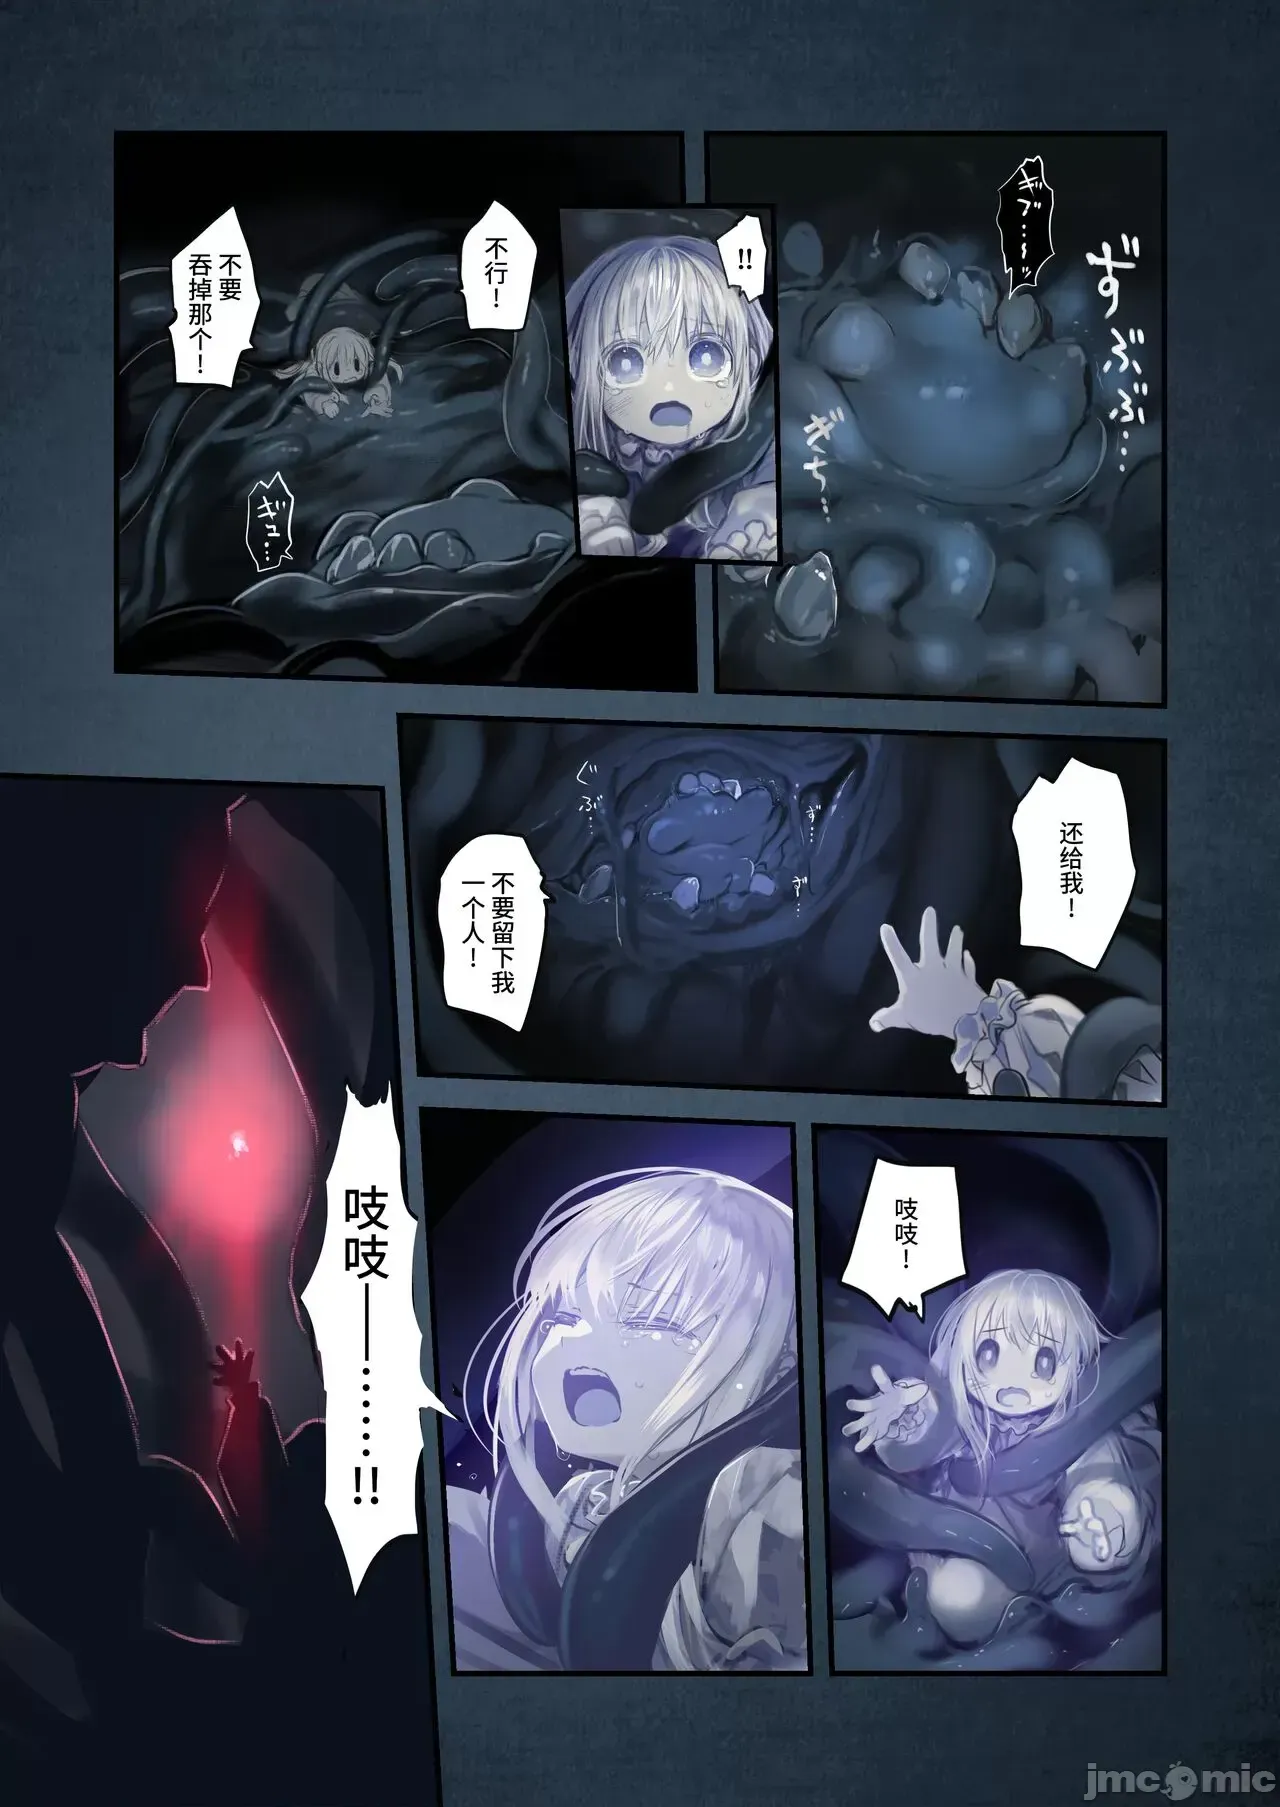 ギブ…〜ッ
ずぶぶぶ…
ぎち…
!!
不行！
不要
吞掉那个！
ギュ…
还给我！
ぐぶ…
ず…
ず…
不要留下我
一个人！
吱吱！
吱吱——……!!
jmcomic